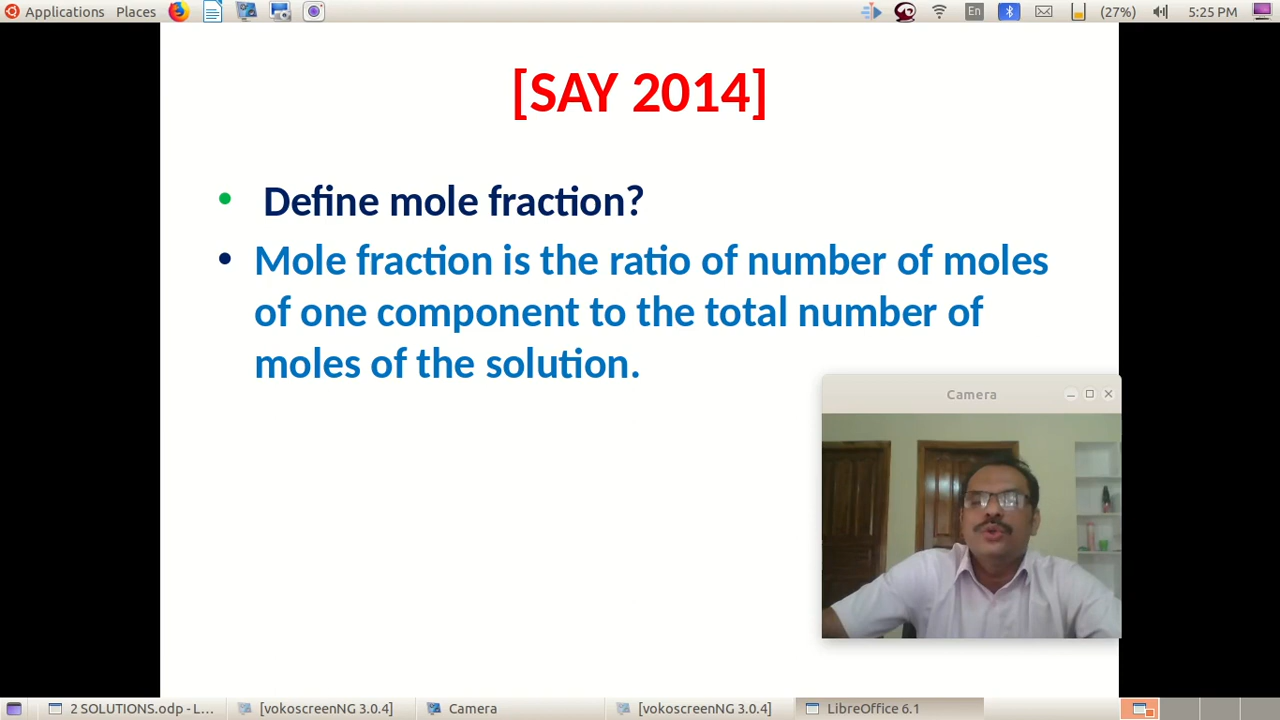 Applications Places En (27%) 5:25 PM
[SAY 2014]
• Define mole fraction?
• Mole fraction is the ratio of number of moles
of one component to the total number of
moles of the solution.
Camera
2 SOLUTIONS.odp - L... [vokoscreenNG 3.0.4] Camera [vokoscreenNG 3.0.4] LibreOffice 6.1